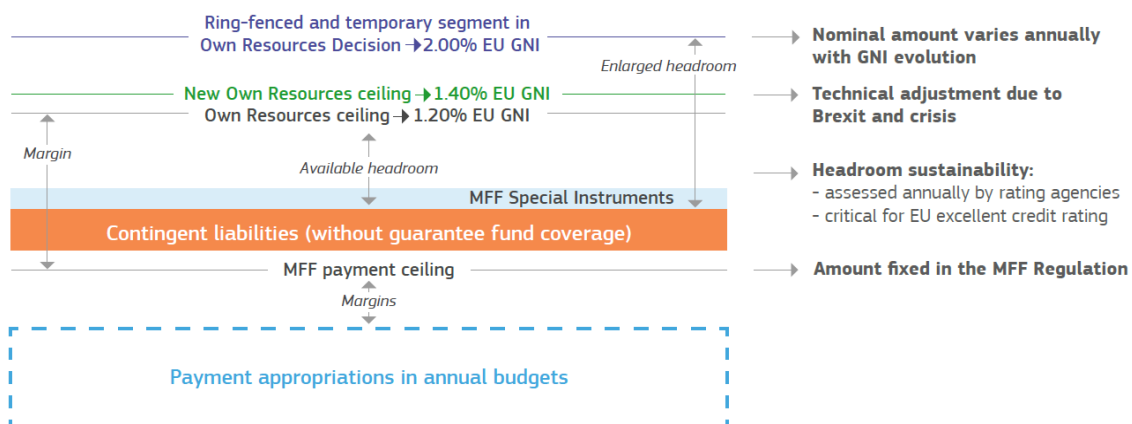 Ring-fenced and temporary segment in
Own Resources Decision → 2.00% EU GNI
Enlarged headroom
Nominal amount varies annually
with GNI evolution
New Own Resources ceiling → 1.40% EU GNI
Own Resources ceiling → 1.20% EU GNI
Technical adjustment due to
Brexit and crisis
Margin
Available headroom
Headroom sustainability:
- assessed annually by rating agencies
- critical for EU excellent credit rating
MFF Special Instruments
Contingent liabilities (without guarantee fund coverage)
MFF payment ceiling
Amount fixed in the MFF Regulation
Margins
Payment appropriations in annual budgets